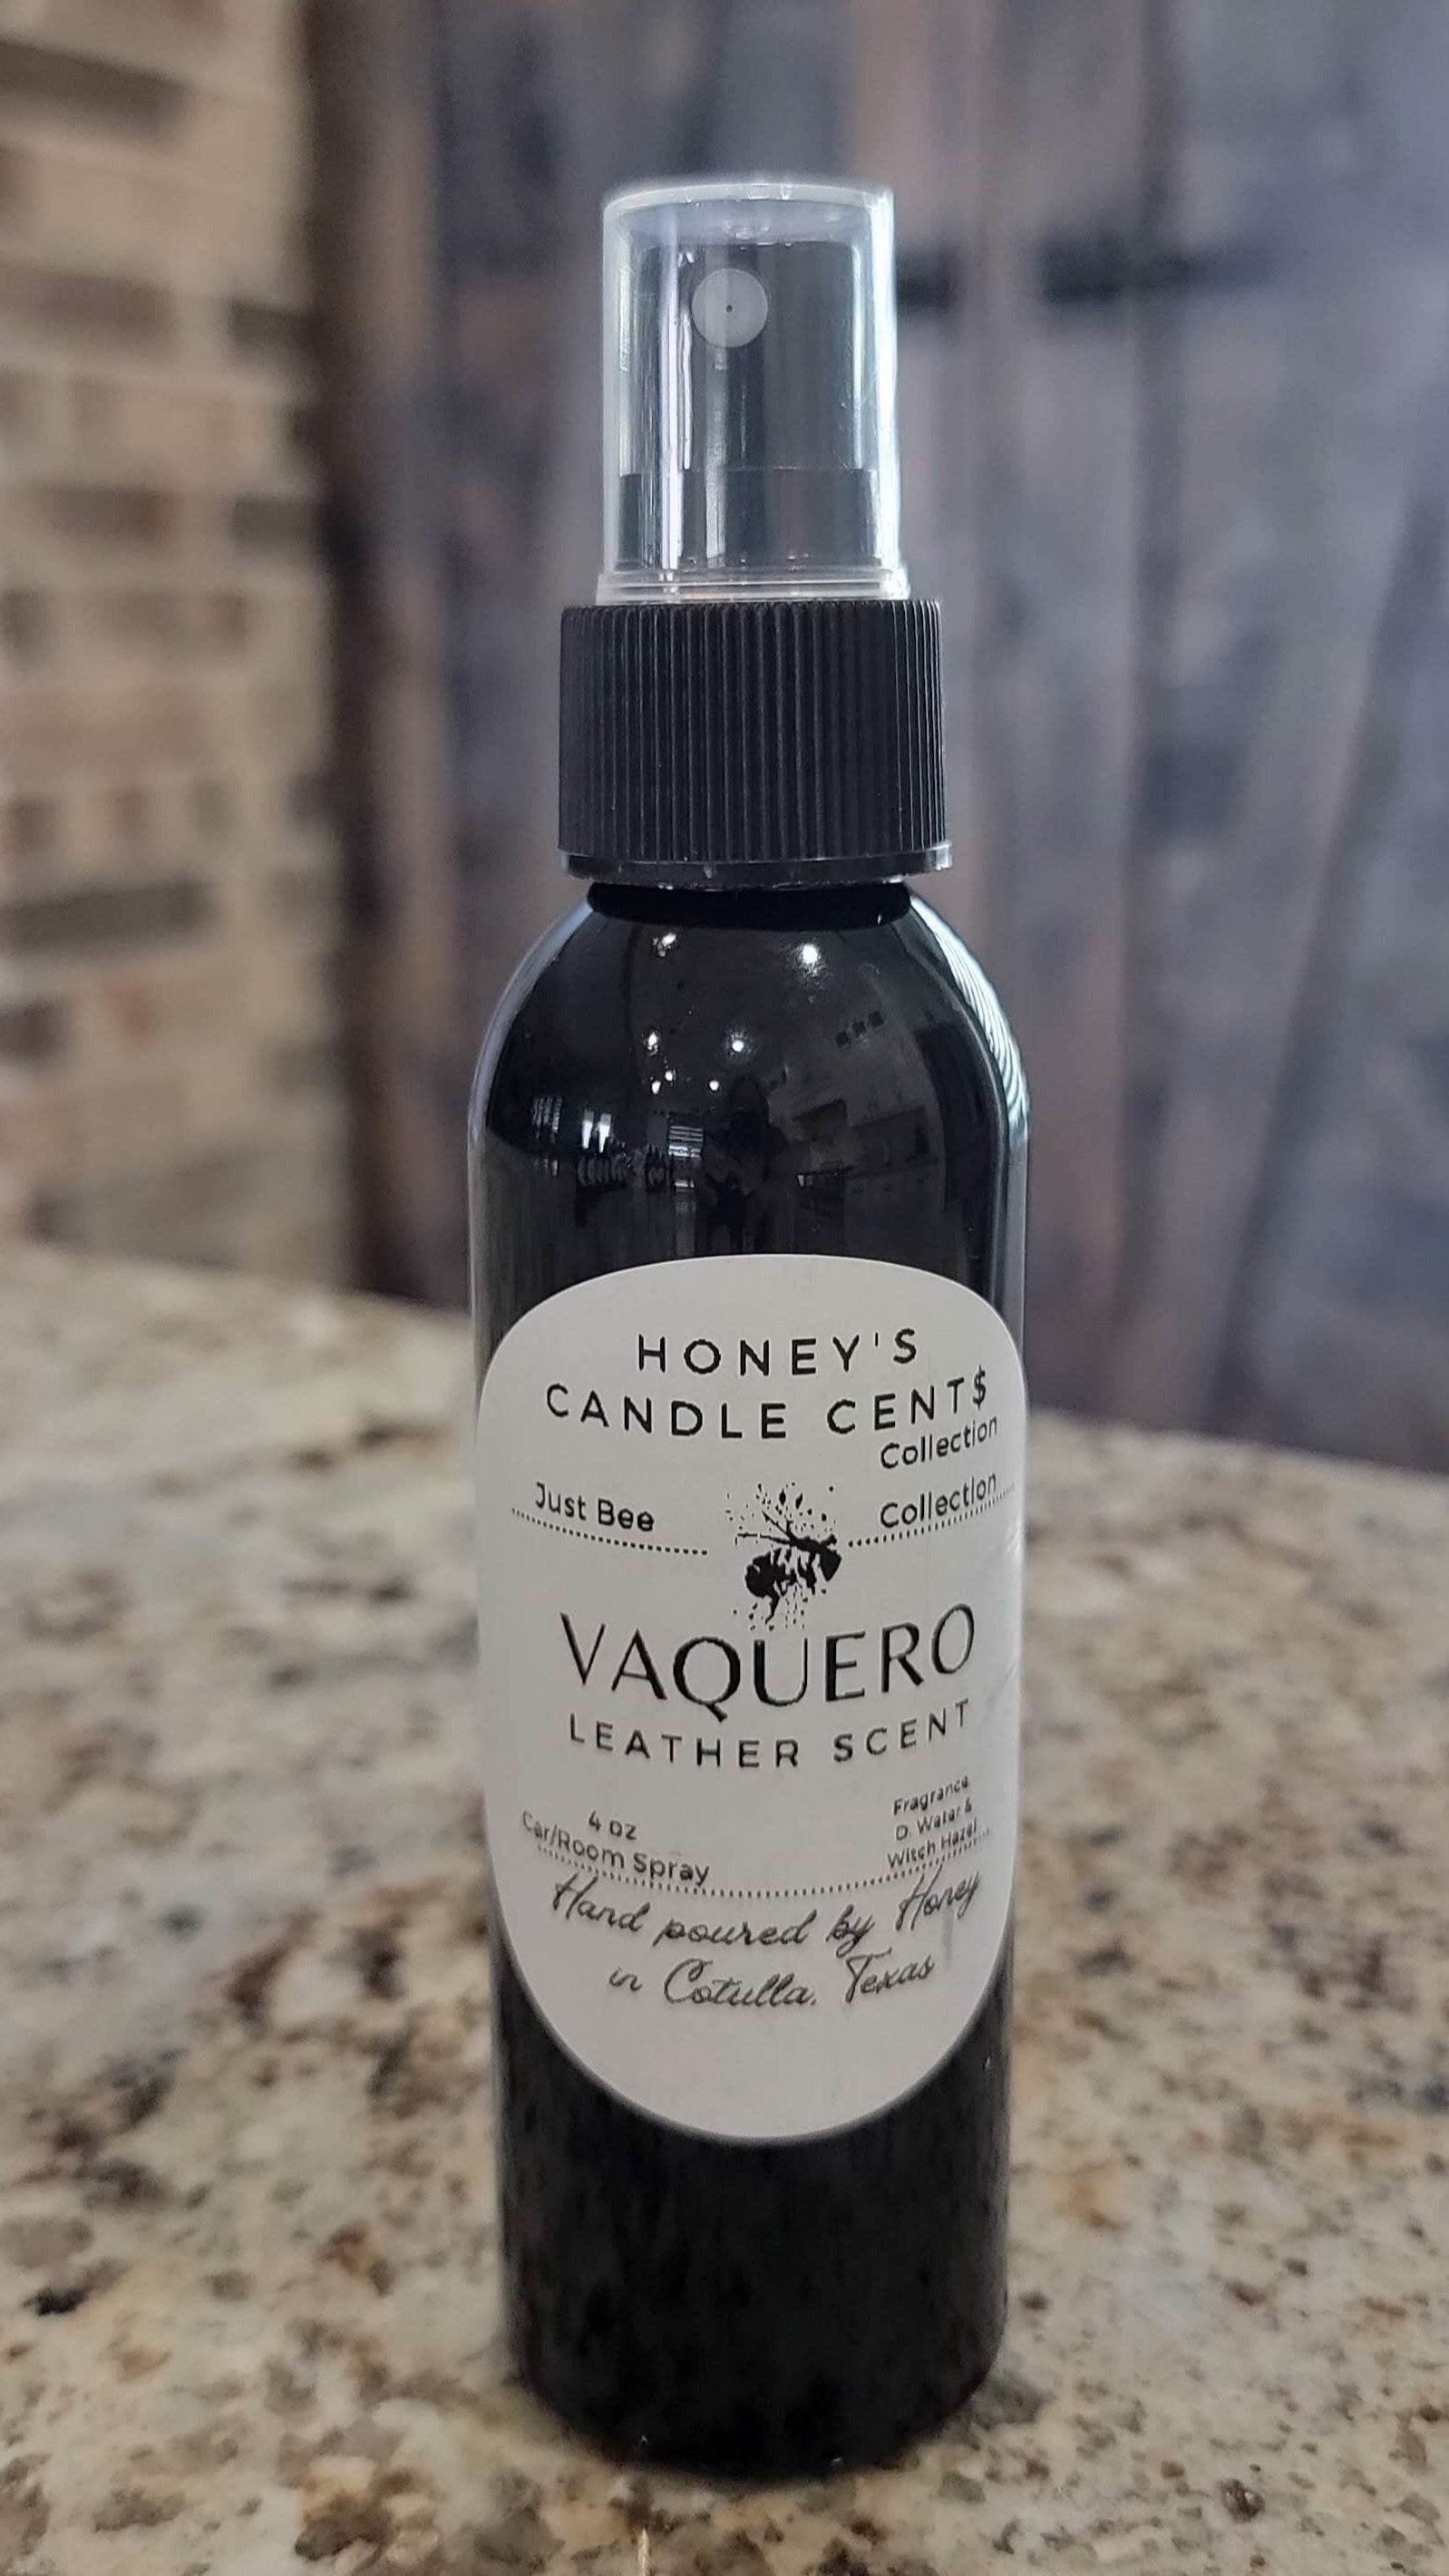 HONEY'S
CANDLE CENT$
Collection
Just Bee Collection
VAQUERO
LEATHER SCENT
4 oz
Car/Room Spray
Fragrance
D. Water &
Witch Hazel
Hand poured by Honey
in Cotulla, Texas